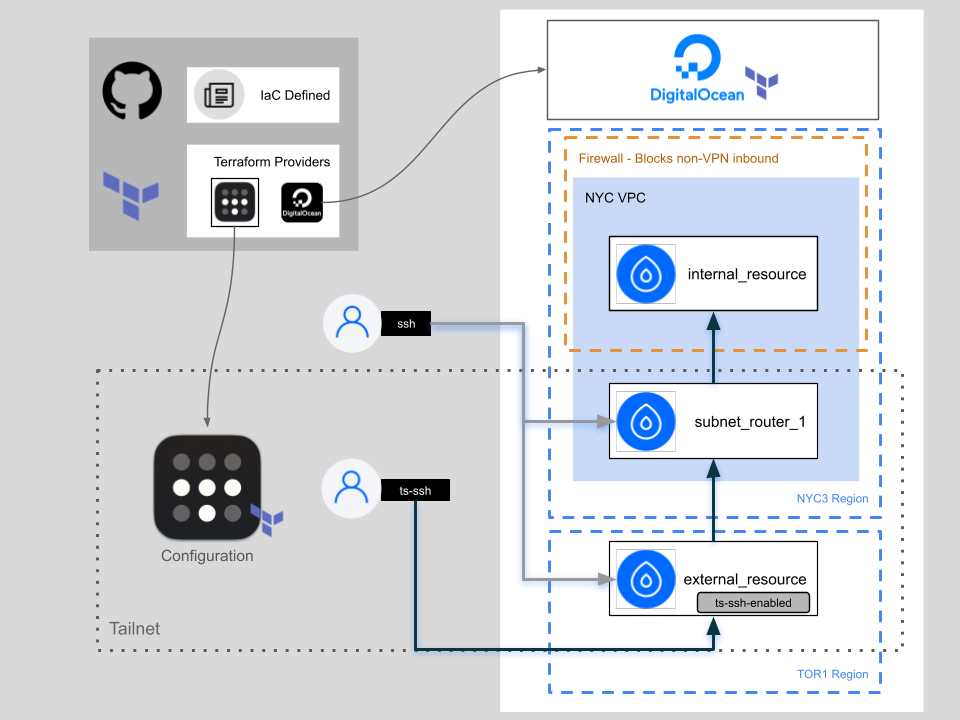 IaC Defined
Terraform Providers
DigitalOcean
DigitalOcean
Firewall - Blocks non-VPN inbound
NYC VPC
internal_resource
ssh
subnet_router_1
ts-ssh
NYC3 Region
Configuration
external_resource
ts-ssh-enabled
Tailnet
TOR1 Region